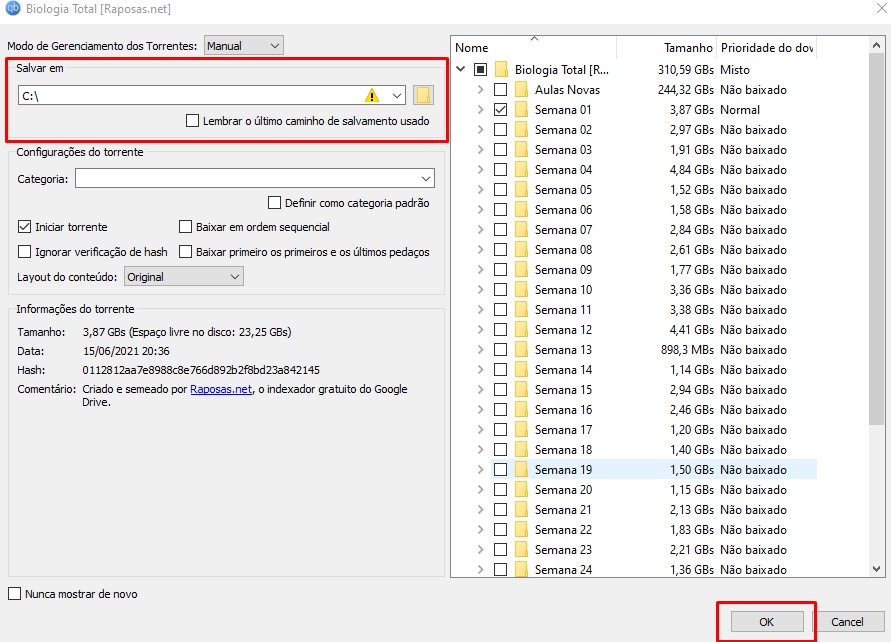 Biologia Total [Raposas.net]
Modo de Gerenciamento dos Torrentes: Manual
Salvar em
C:\
Lembrar o último caminho de salvamento usado
Configurações do torrente
Categoria:
Definir como categoria padrão
Iniciar torrente Baixar em ordem sequencial
Ignorar verificação de hash Baixar primeiro os primeiros e os últimos pedaços
Layout do conteúdo: Original
Informações do torrente
Tamanho: 3,87 GBs (Espaço livre no disco: 23,25 GBs)
Data: 15/06/2021 20:36
Hash: 0112812aa7e8988c8e766d892b2f8bd23a842145
Comentário: Criado e semeado por Raposas.net, o indexador gratuito do Google
Drive.
Nunca mostrar de novo
Nome Tamanho Prioridade do dow
Biologia Total [R... 310,59 GBs Misto
Aulas Novas 244,32 GBs Não baixado
Semana 01 3,87 GBs Normal
Semana 02 2,97 GBs Não baixado
Semana 03 1,91 GBs Não baixado
Semana 04 4,84 GBs Não baixado
Semana 05 1,52 GBs Não baixado
Semana 06 1,58 GBs Não baixado
Semana 07 2,84 GBs Não baixado
Semana 08 2,61 GBs Não baixado
Semana 09 1,77 GBs Não baixado
Semana 10 3,36 GBs Não baixado
Semana 11 3,38 GBs Não baixado
Semana 12 4,41 GBs Não baixado
Semana 13 898,3 MBs Não baixado
Semana 14 1,14 GBs Não baixado
Semana 15 2,94 GBs Não baixado
Semana 16 2,46 GBs Não baixado
Semana 17 1,20 GBs Não baixado
Semana 18 1,40 GBs Não baixado
Semana 19 1,50 GBs Não baixado
Semana 20 1,15 GBs Não baixado
Semana 21 2,13 GBs Não baixado
Semana 22 1,83 GBs Não baixado
Semana 23 2,21 GBs Não baixado
Semana 24 1,36 GBs Não baixado
OK Cancel